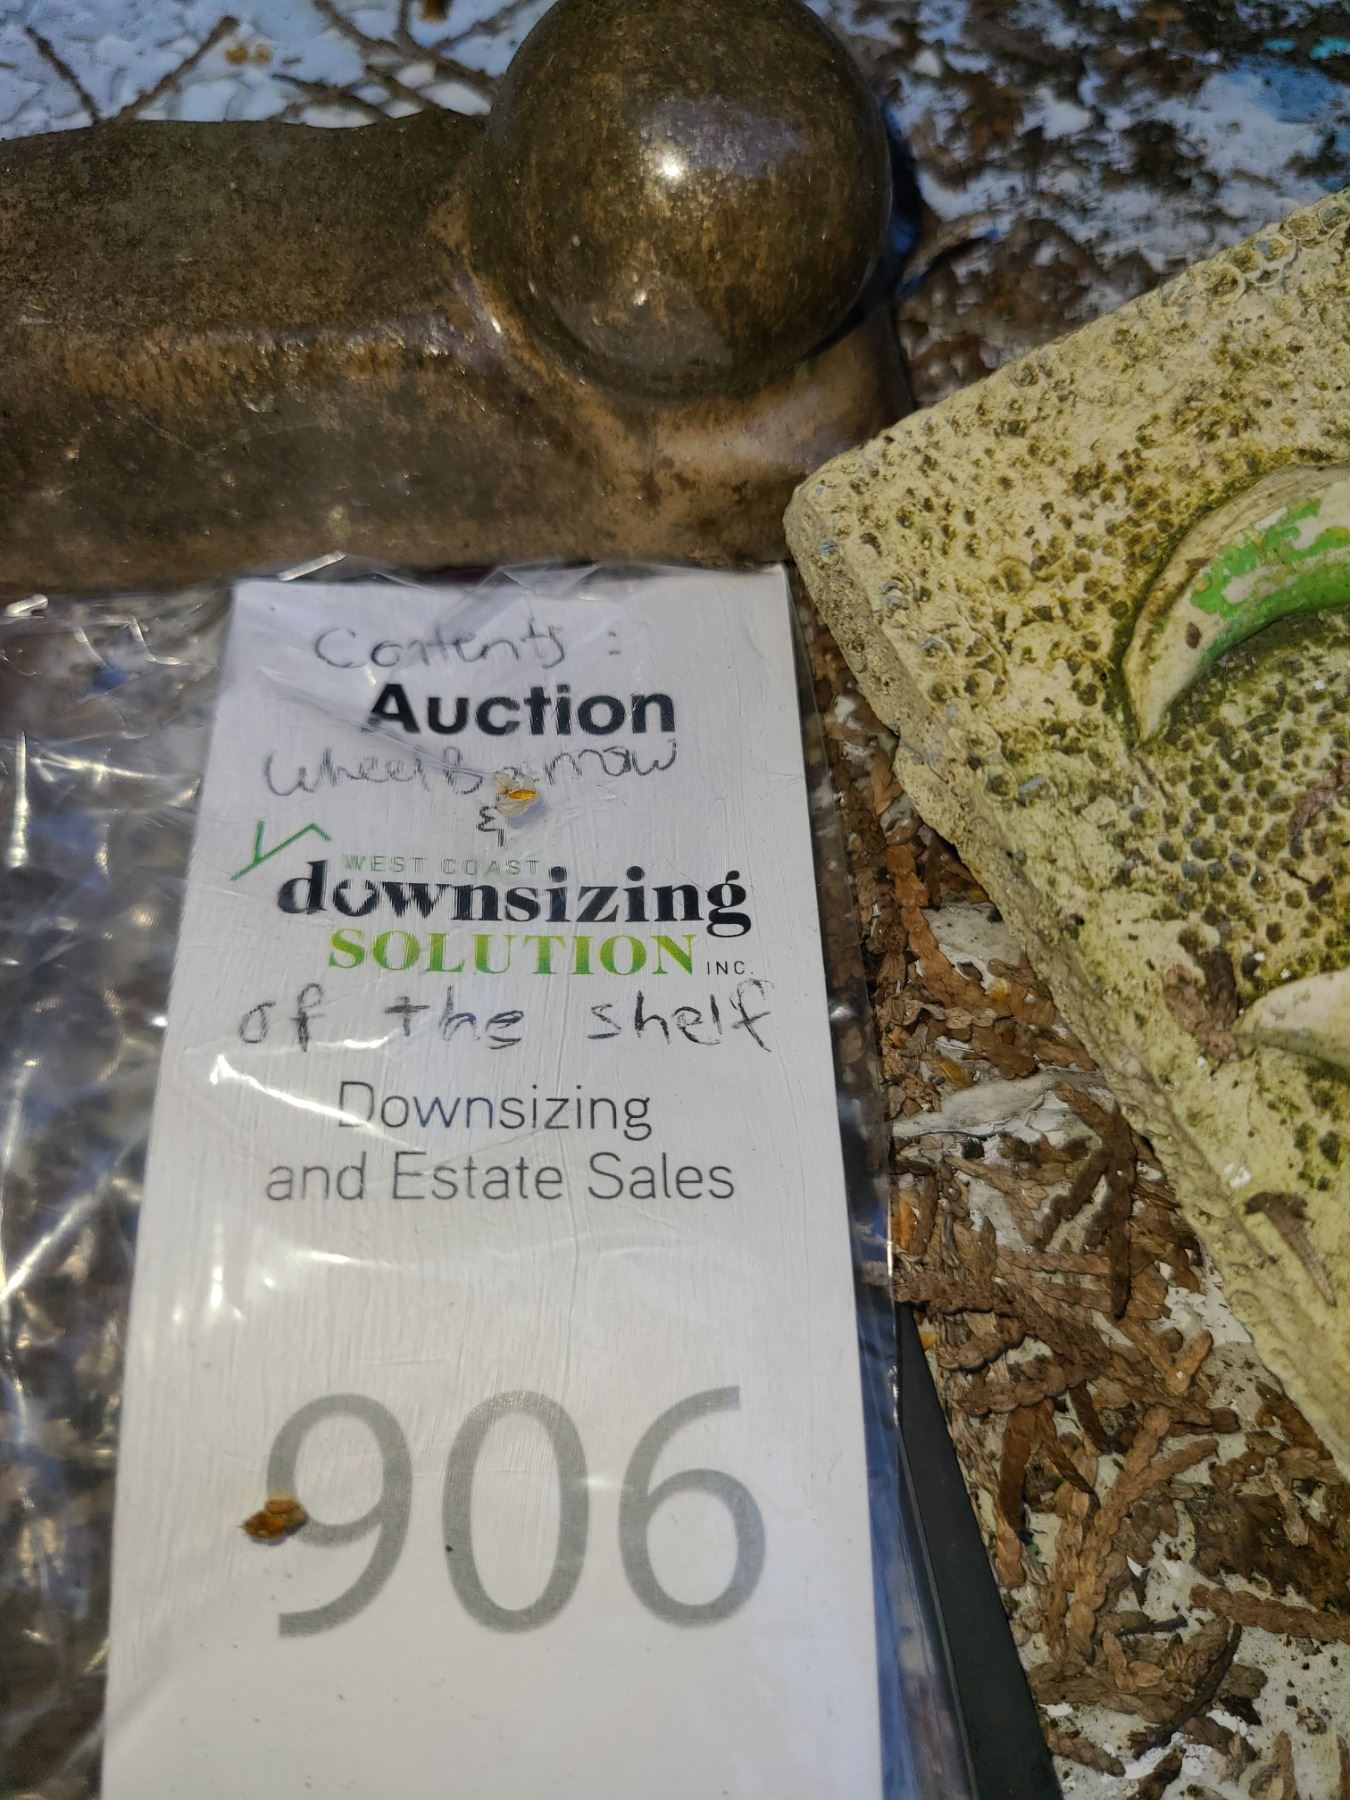 Contents :
Auction
wheelbarrow
&
WEST COAST
downsizing
SOLUTION INC.
of the shelf
Downsizing
and Estate Sales
906